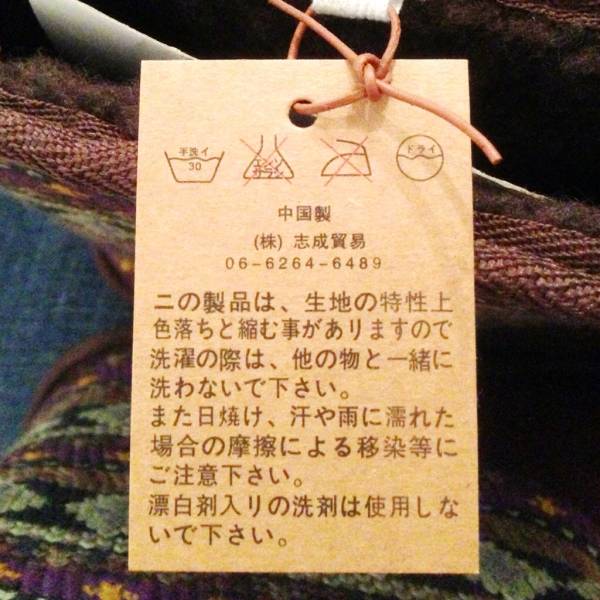 手洗イ
30
エンソ
サラシ
ドライ
中国製
(株) 志成貿易
06-6264-6489
ニの製品は、生地の特性上
色落ちと縮む事がありますので
洗濯の際は、他の物と一緒に
洗わないで下さい。
また日焼け、汗や雨に濡れた
場合の摩擦による移染等に
ご注意下さい。
漂白剤入りの洗剤は使用しな
いで下さい。